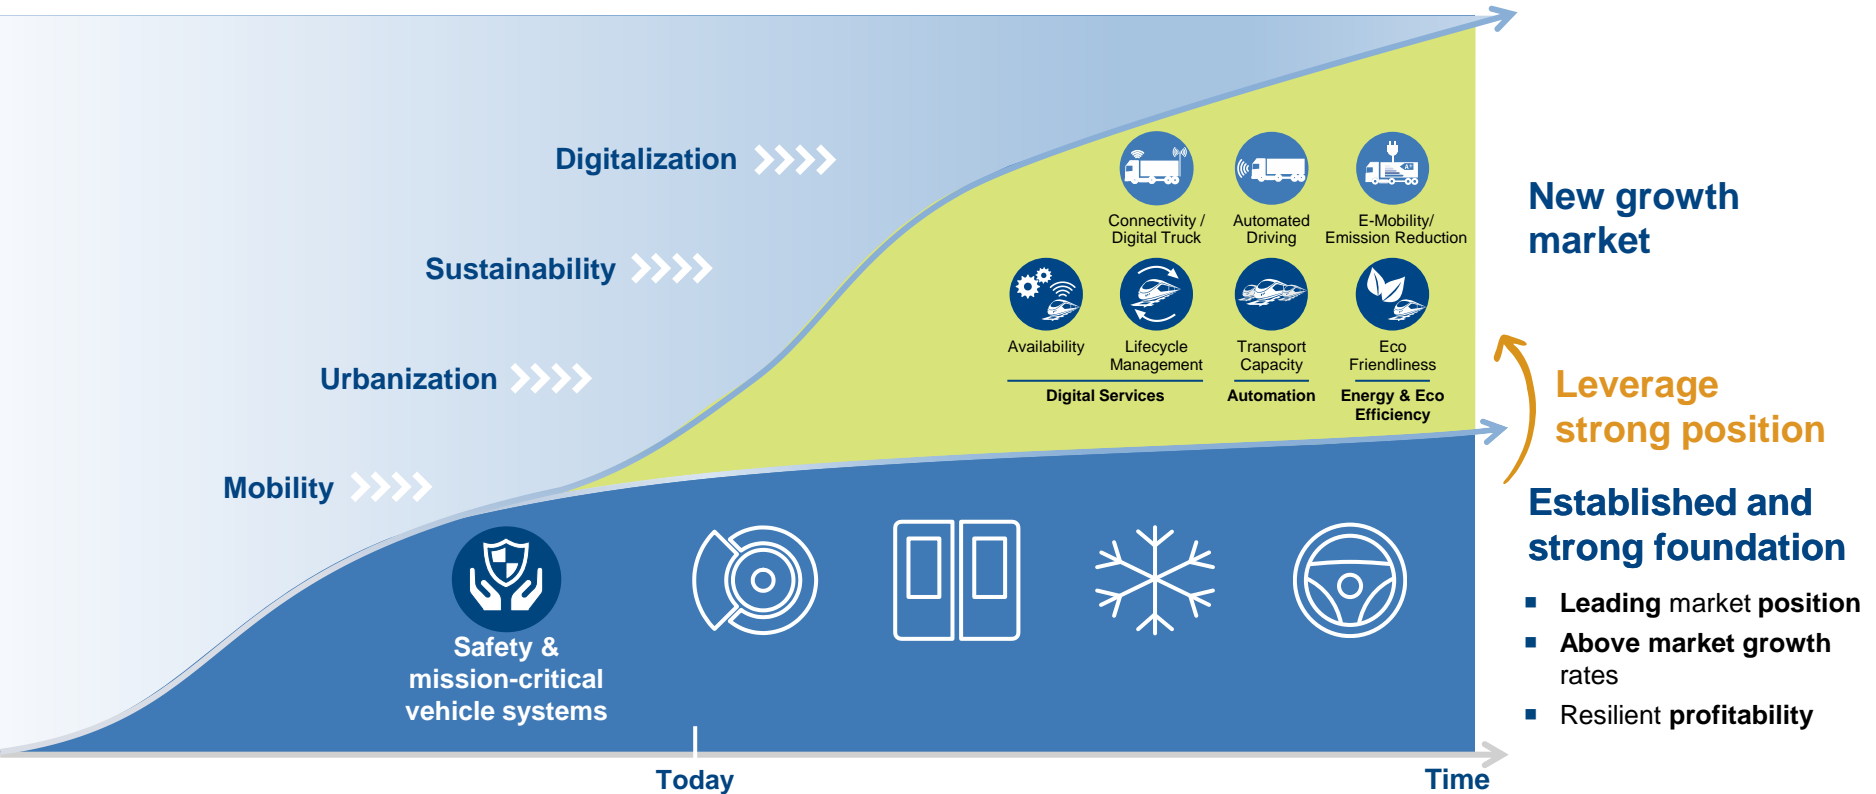 Digitalization
Sustainability
Urbanization
Mobility
Connectivity /
Digital Truck
Automated
Driving
E-Mobility/
Emission Reduction
Availability
Lifecycle
Management
Transport
Capacity
Eco
Friendliness
Digital Services
Automation
Energy & Eco
Efficiency
New growth
market
Leverage
strong position
Established and
strong foundation
Leading market position
Above market growth
rates
Resilient profitability
Safety &
mission-critical
vehicle systems
Today
Time